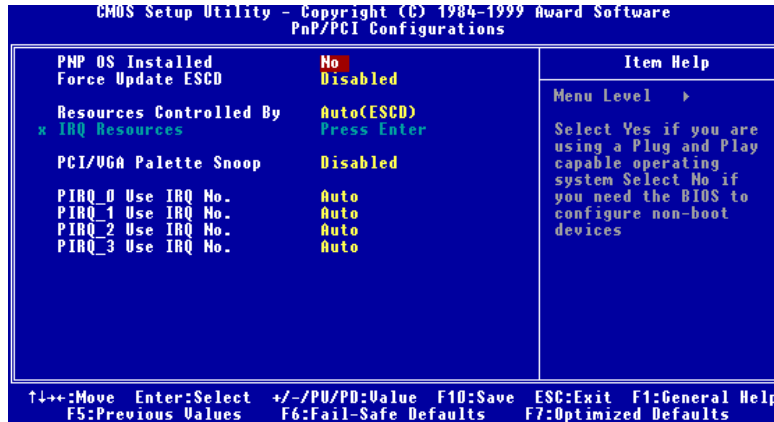 CMOS Setup Utility - Copyright (C) 1984-1999 Award Software
PnP/PCI Configurations
PNP OS Installed No
Force Update ESCD Disabled
Resources Controlled By Auto(ESCD)
x IRQ Resources Press Enter
PCI/VGA Palette Snoop Disabled
PIRQ_0 Use IRQ No. Auto
PIRQ_1 Use IRQ No. Auto
PIRQ_2 Use IRQ No. Auto
PIRQ_3 Use IRQ No. Auto
Item Help
Menu Level ▸
Select Yes if you are
using a Plug and Play
capable operating
system Select No if
you need the BIOS to
configure non-boot
devices
↑↓→←:Move Enter:Select +/-/PU/PD:Value F10:Save ESC:Exit F1:General Help
F5:Previous Values F6:Fail-Safe Defaults F7:Optimized Defaults